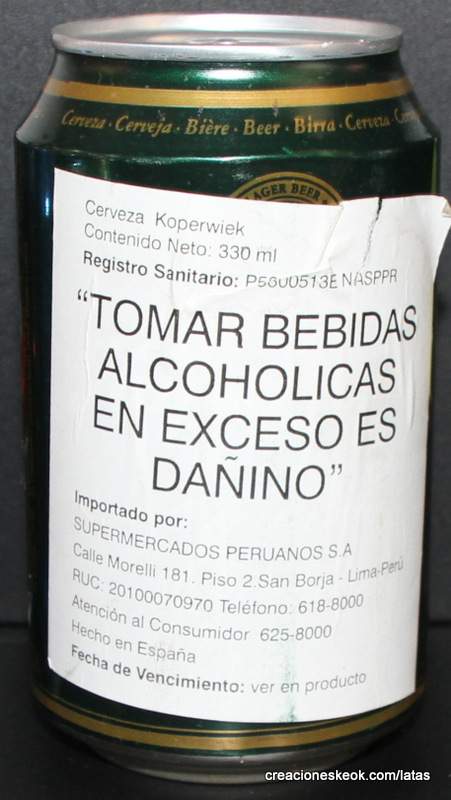 Cerveza · Cerveja · Bière · Beer · Birra · Cerveza ·
LAGER BEER
Cerveza Koperwiek
Contenido Neto: 330 ml
Registro Sanitario: P5600513E NASPPR
“TOMAR BEBIDAS
ALCOHOLICAS
EN EXCESO ES
DAÑINO”
Importado por:
SUPERMERCADOS PERUANOS S.A
Calle Morelli 181. Piso 2.San Borja - Lima-Perú
RUC: 20100070970 Teléfono: 618-8000
Atención al Consumidor 625-8000
Hecho en España
Fecha de Vencimiento: ver en producto
creacioneskeok.com/latas